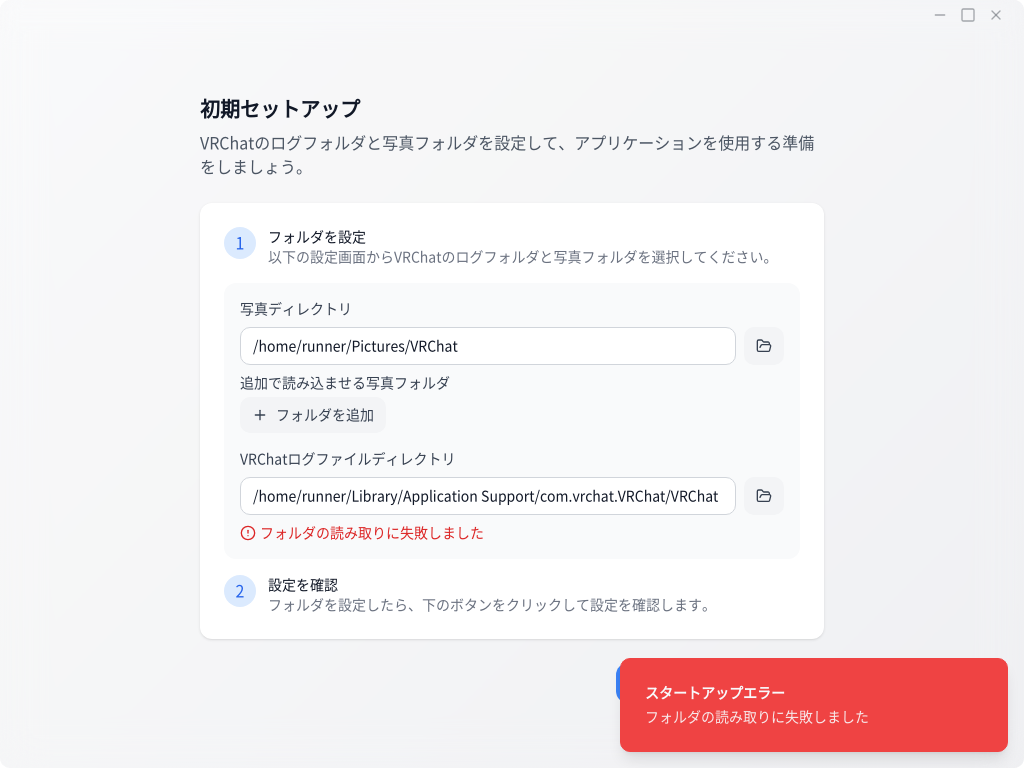 初期セットアップ
VRChatのログフォルダと写真フォルダを設定して、アプリケーションを使用する準備
をしましょう。
1
フォルダを設定
以下の設定画面からVRChatのログフォルダと写真フォルダを選択してください。
写真ディレクトリ
/home/runner/Pictures/VRChat
追加で読み込ませる写真フォルダ
フォルダを追加
VRChatログファイルディレクトリ
/home/runner/Library/Application Support/com.vrchat.VRChat/VRChat
フォルダの読み取りに失敗しました
2
設定を確認
フォルダを設定したら、下のボタンをクリックして設定を確認します。
スタートアップエラー
フォルダの読み取りに失敗しました